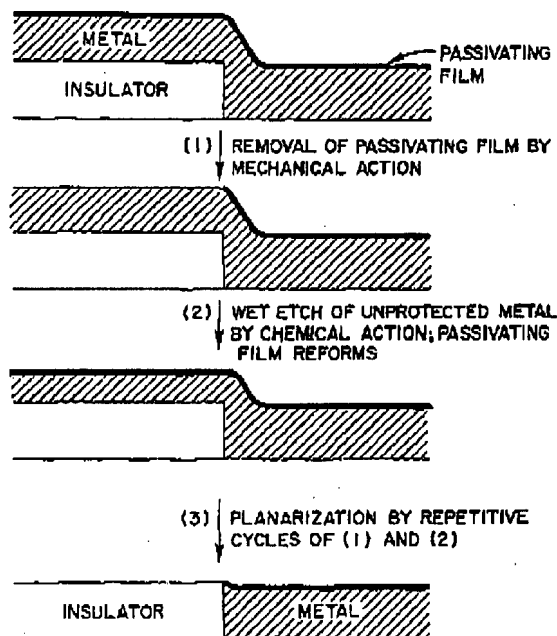 METAL
PASSIVATING
FILM
INSULATOR
(1) REMOVAL OF PASSIVATING FILM BY
MECHANICAL ACTION
(2) WET ETCH OF UNPROTECTED METAL
BY CHEMICAL ACTION; PASSIVATING
FILM REFORMS
(3) PLANARIZATION BY REPETITIVE
CYCLES OF (1) AND (2)
INSULATOR METAL